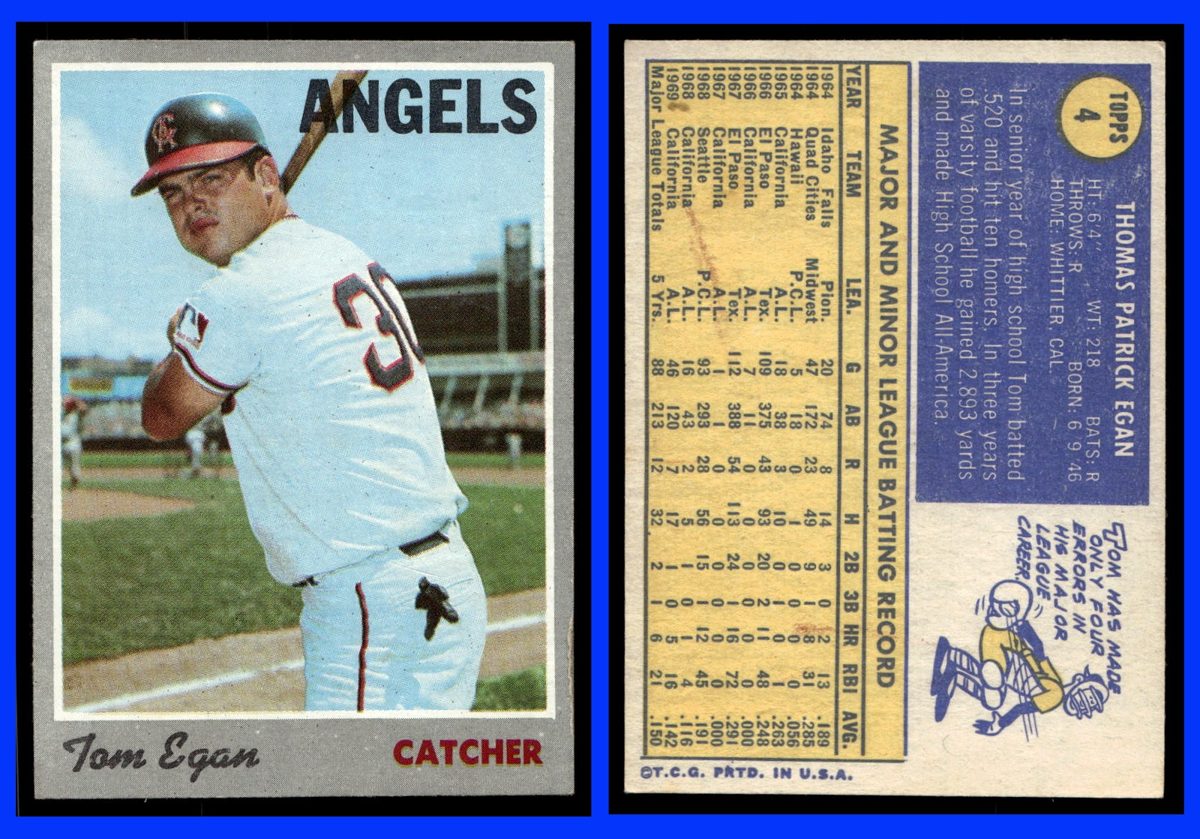 ANGELS
CA
30
Tom Egan
CATCHER
TOPPS
4
THOMAS PATRICK EGAN
HT: 6'4" WT: 218 BATS: R
THROWS: R BORN: 6 9 46
HOME: WHITTIER CAL
In senior year of high school Tom batted
.520 and hit ten homers. In three years
of varsity football he gained 2,893 yards
and made High School All-America.
TOM HAS MADE
ONLY FOUR
ERRORS IN
HIS MAJOR
LEAGUE
CAREER.
MAJOR AND MINOR LEAGUE BATTING RECORD
YEAR TEAM LEA. G AB R H 2B 3B HR RBI AVG.
1964 Idaho Falls Pion. 20 74 8 14 3 0 2 13 .189
1964 Quad Cities Midwest 47 172 23 49 9 1 8 31 .285
1964 Hawaii P.C.L. 5 18 0 1 0 0 0 0 .056
1965 California A.L. 18 38 3 10 0 1 0 1 .263
1966 El Paso Tex. 109 375 43 93 20 2 11 48 .248
1966 California A.L. 7 11 0 0 0 0 0 0 .000
1967 El Paso Tex. 112 388 54 113 24 1 16 72 .291
1967 California A.L. 1 1 0 0 0 0 0 0 .000
1968 Seattle P.C.L. 93 293 28 56 15 1 12 45 .191
1968 California A.L. 16 43 2 5 1 0 1 4 .116
1969 California A.L. 46 120 7 17 1 0 5 16 .142
Major League Totals 5 Yrs. 88 213 12 32 2 1 6 21 .150
©T.C.G. PRTD. IN U.S.A.